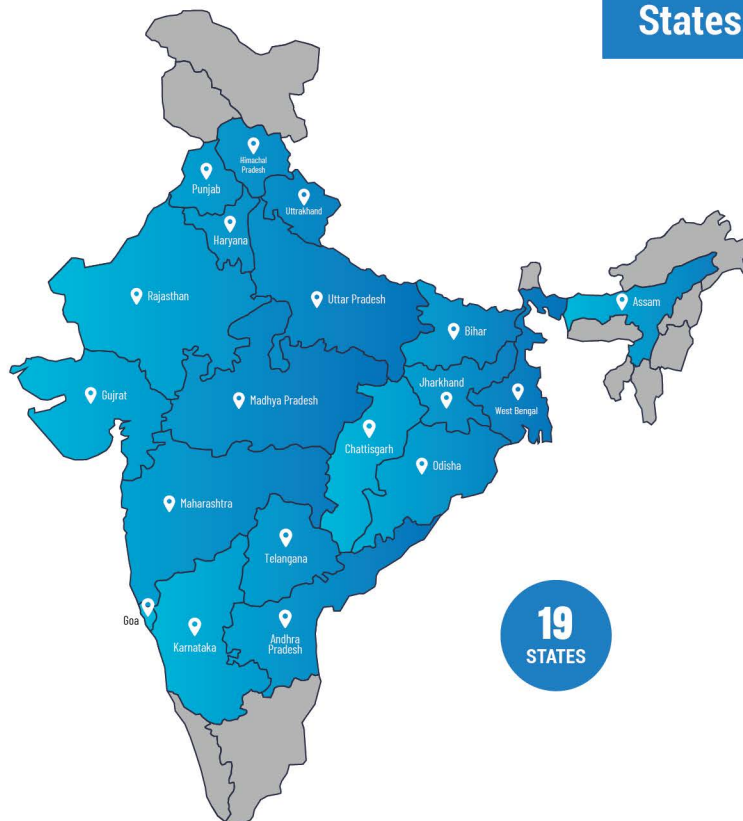 States
Himachal
Pradesh
Punjab
Uttrakhand
Haryana
Rajasthan
Uttar Pradesh
Assam
Bihar
Jharkhand
Gujrat
Madhya Pradesh
West Bengal
Chattisgarh
Odisha
Maharashtra
Telangana
Goa
Karnataka
Andhra
Pradesh
19
STATES